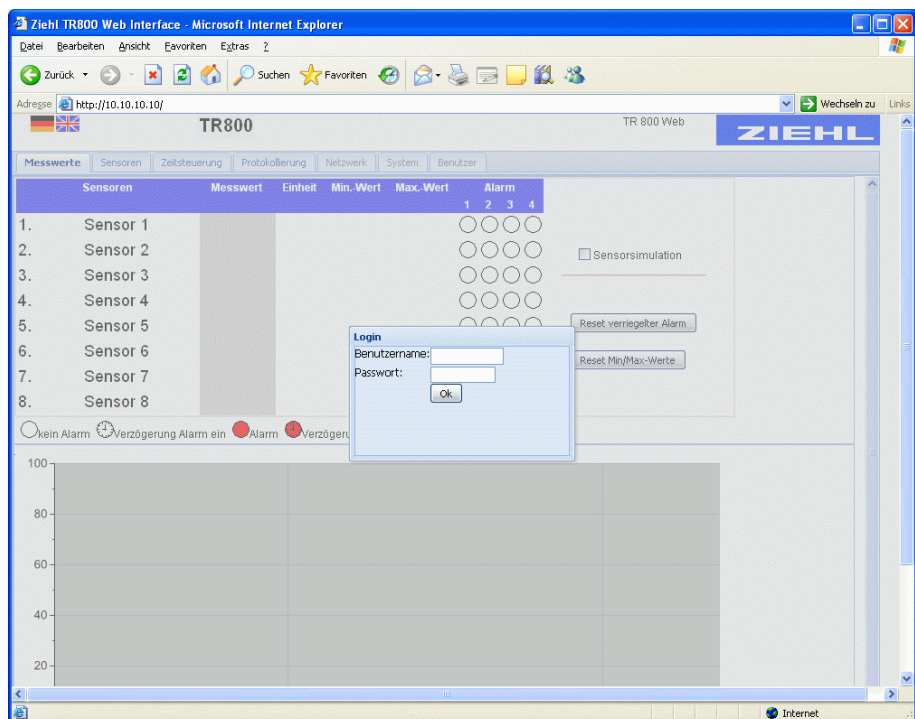 Ziehl TR800 Web Interface - Microsoft Internet Explorer
Datei Bearbeiten Ansicht Favoriten Extras ?
Zurück Suchen Favoriten
Adresse http://10.10.10.10/ Wechseln zu Links
TR800 TR 800 Web ZIEHL
Messwerte Sensoren Zeitsteuerung Protokollierung Netzwerk System Benutzer
Sensoren Messwert Einheit Min.-Wert Max.-Wert Alarm
1 2 3 4
1. Sensor 1
2. Sensor 2
Sensorsimulation
3. Sensor 3
4. Sensor 4
5. Sensor 5
Reset verriegelter Alarm
6. Sensor 6
Reset Min/Max-Werte
7. Sensor 7
8. Sensor 8
Login
Benutzername:
Passwort:
Ok
kein Alarm Verzögerung Alarm ein Alarm
100
80
60
40
20
Internet